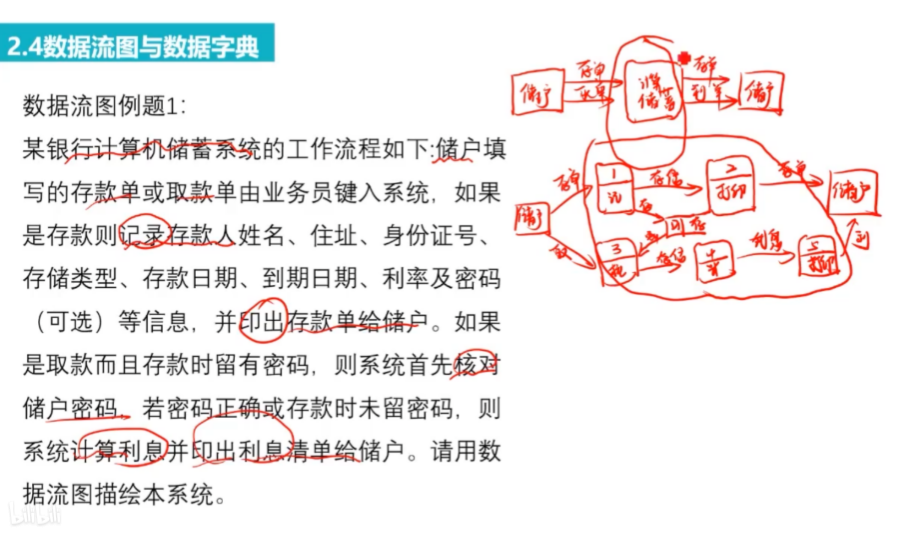 2.4数据流图与数据字典
数据流图例题1：
某银行计算机储蓄系统的工作流程如下:储户填
写的存款单或取款单由业务员键入系统，如果
是存款则记录存款人姓名、住址、身份证号、
存储类型、存款日期、到期日期、利率及密码
（可选）等信息，并印出存款单给储户。如果
是取款而且存款时留有密码，则系统首先核对
储户密码，若密码正确或存款时未留密码，则
系统计算利息并印出利息清单给储户。请用数
据流图描绘本系统。
储户
存单
取单
计算
储蓄
存单
利单
储户
储户
存单
1
记
存信
2
打印
存单
储户
3
核
存信
4
利息
5
打印
利
bilibili